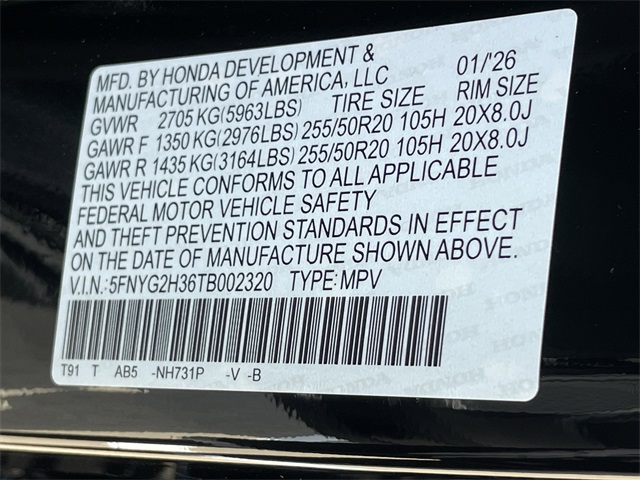 MFD. BY HONDA DEVELOPMENT &
MANUFACTURING OF AMERICA, LLC 01/'26
GVWR 2705 KG(5963LBS) TIRE SIZE RIM SIZE
GAWR F 1350 KG(2976LBS) 255/50R20 105H 20X8.0J
GAWR R 1435 KG(3164LBS) 255/50R20 105H 20X8.0J
THIS VEHICLE CONFORMS TO ALL APPLICABLE
FEDERAL MOTOR VEHICLE SAFETY
AND THEFT PREVENTION STANDARDS IN EFFECT
ON THE DATE OF MANUFACTURE SHOWN ABOVE.
V.I.N.:5FNYG2H36TB002320 TYPE:MPV
T91 T AB5 -NH731P -V -B
HONDA